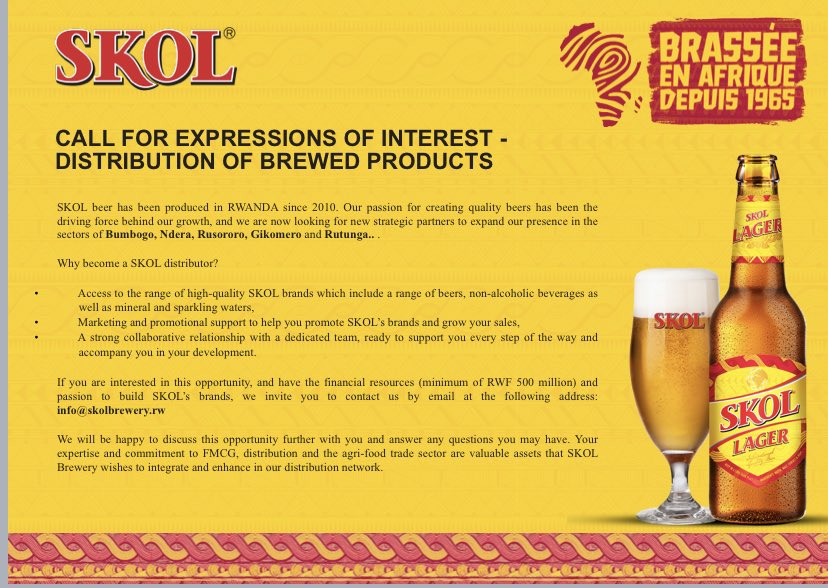 SKOL®
BRASSÉE
EN AFRIQUE
DEPUIS 1965
CALL FOR EXPRESSIONS OF INTEREST -
DISTRIBUTION OF BREWED PRODUCTS
SKOL beer has been produced in RWANDA since 2010. Our passion for creating quality beers has been the
driving force behind our growth, and we are now looking for new strategic partners to expand our presence in the
sectors of Bumbogo, Ndera, Rusororo, Gikomero and Rutunga.. .
Why become a SKOL distributor?
• Access to the range of high-quality SKOL brands which include a range of beers, non-alcoholic beverages as
well as mineral and sparkling waters,
• Marketing and promotional support to help you promote SKOL's brands and grow your sales,
• A strong collaborative relationship with a dedicated team, ready to support you every step of the way and
accompany you in your development.
If you are interested in this opportunity, and have the financial resources (minimum of RWF 500 million) and
passion to build SKOL's brands, we invite you to contact us by email at the following address:
info@skolbrewery.rw
We will be happy to discuss this opportunity further with you and answer any questions you may have. Your
expertise and commitment to FMCG, distribution and the agri-food trade sector are valuable assets that SKOL
Brewery wishes to integrate and enhance in our distribution network.
SKOL
LAGER
SKOL
SKOL
LAGER